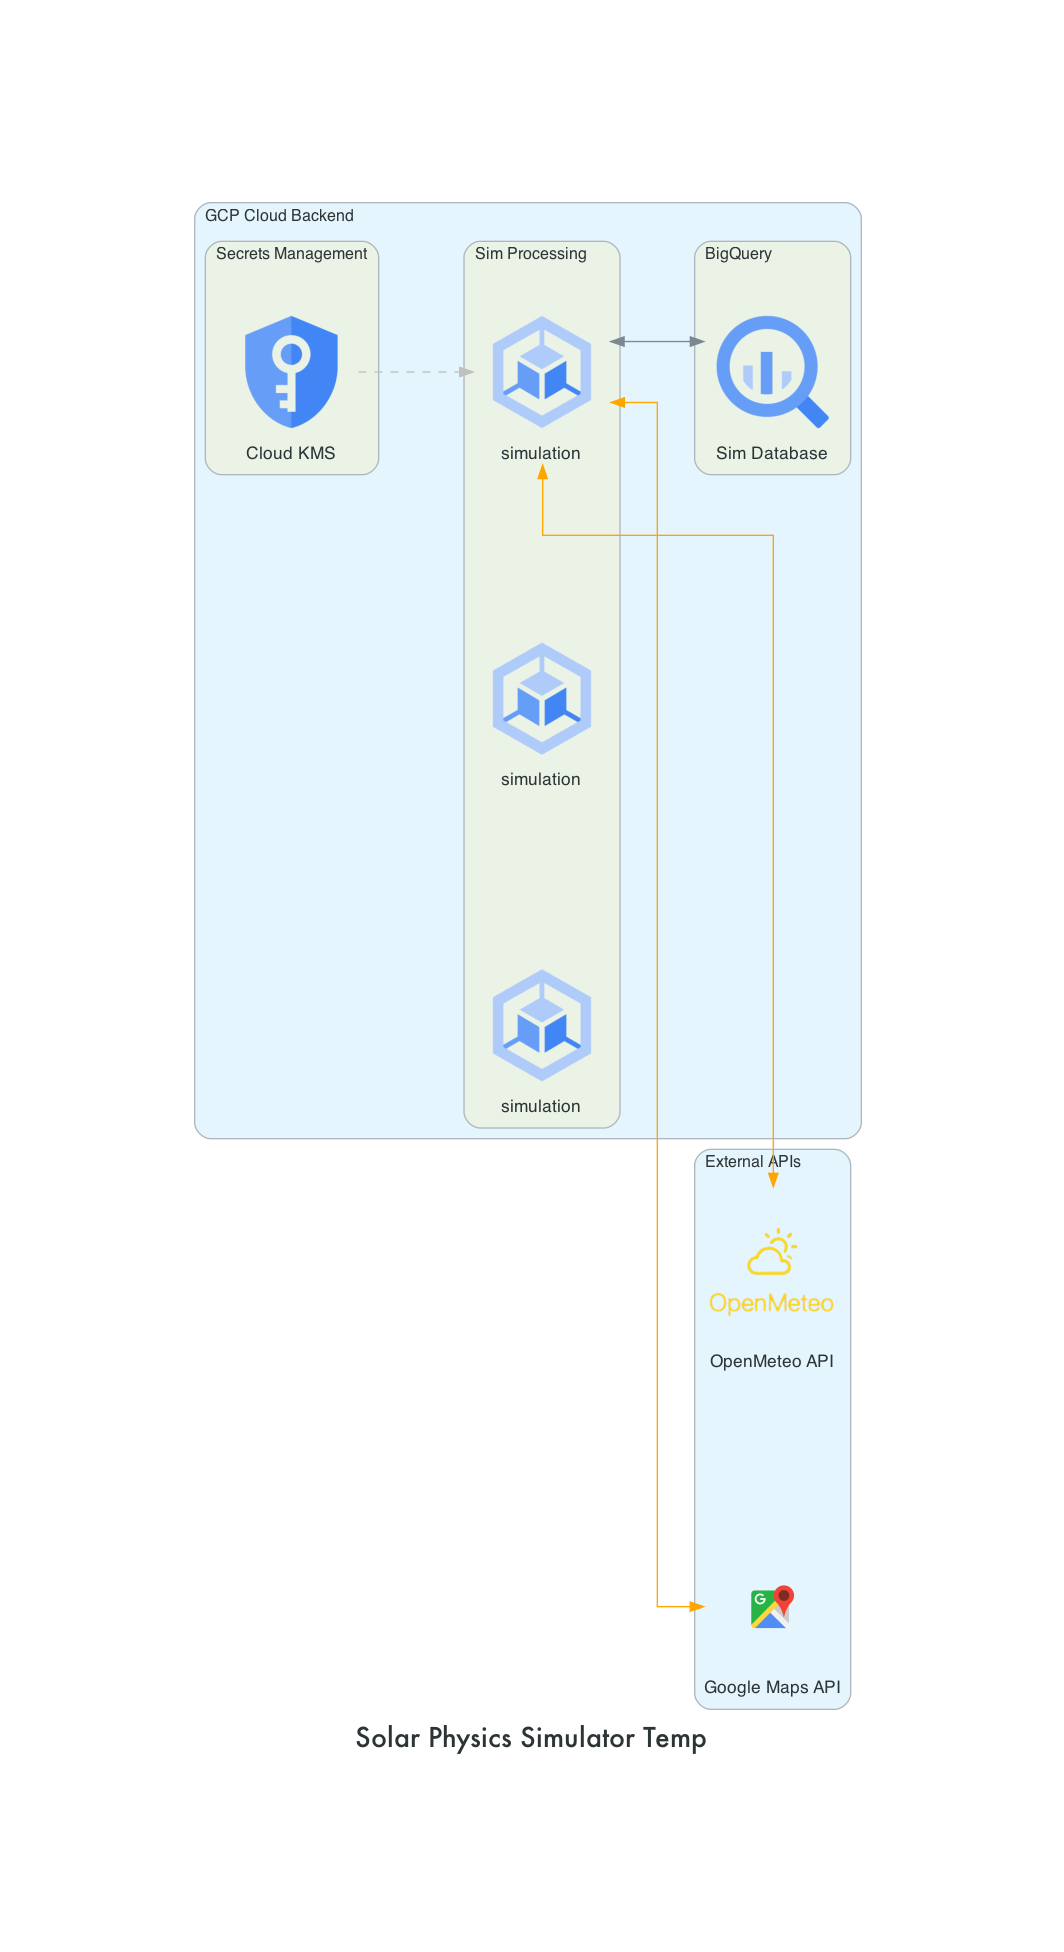 GCP Cloud Backend
Secrets Management
Sim Processing
BigQuery
Cloud KMS
simulation
Sim Database
simulation
simulation
External APIs
OpenMeteo
OpenMeteo API
G
Google Maps API
Solar Physics Simulator Temp